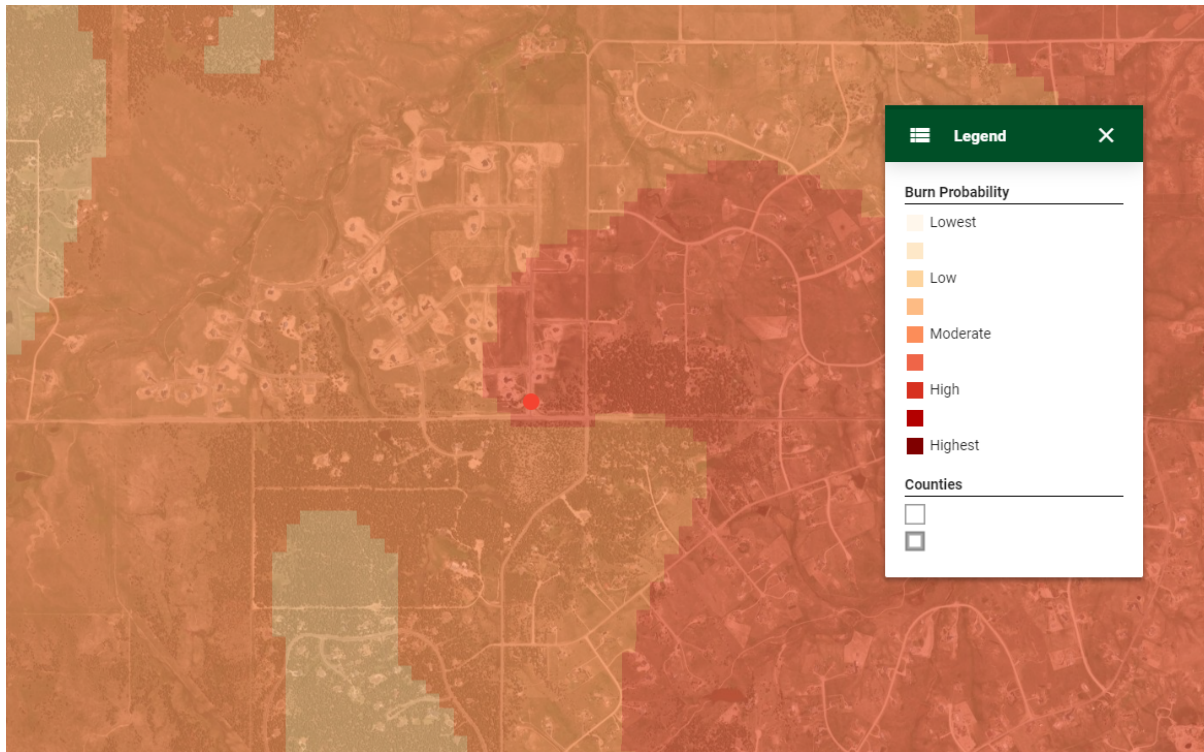 Legend
Burn Probability
Lowest
Low
Moderate
High
Highest
Counties